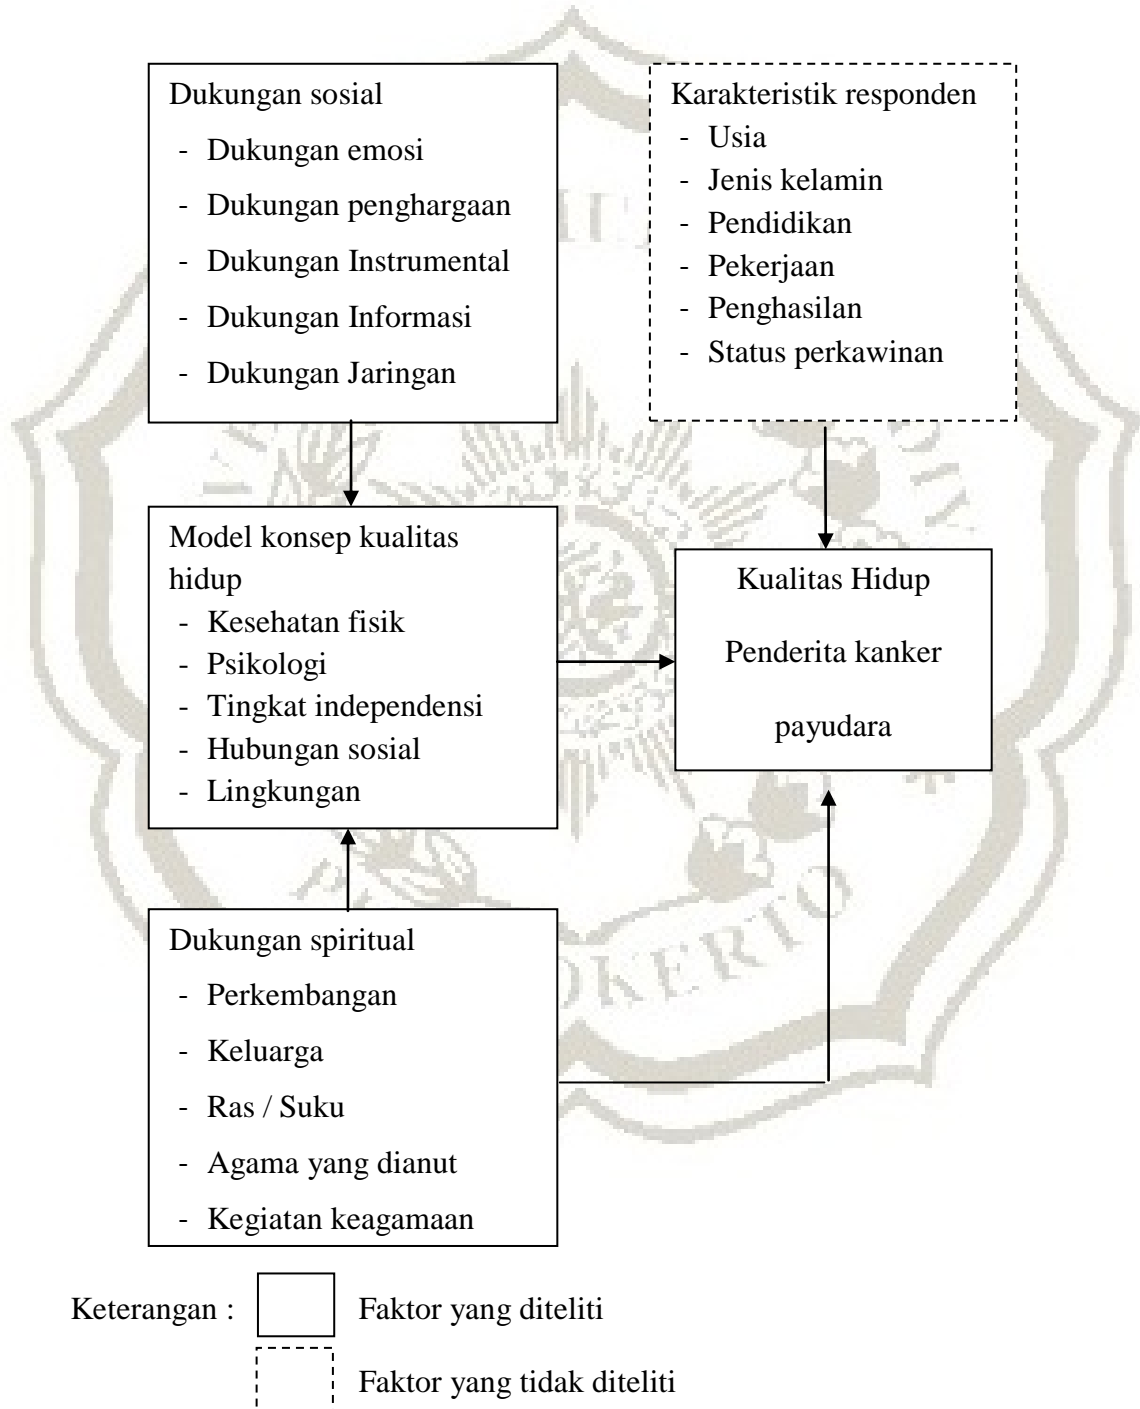 Dukungan sosial
- Dukungan emosi
- Dukungan penghargaan
- Dukungan Instrumental
- Dukungan Informasi
- Dukungan Jaringan
Karakteristik responden
- Usia
- Jenis kelamin
- Pendidikan
- Pekerjaan
- Penghasilan
- Status perkawinan
Model konsep kualitas
hidup
- Kesehatan fisik
- Psikologi
- Tingkat independensi
- Hubungan sosial
- Lingkungan
Kualitas Hidup
Penderita kanker
payudara
Dukungan spiritual
- Perkembangan
- Keluarga
- Ras / Suku
- Agama yang dianut
- Kegiatan keagamaan
Keterangan :
Faktor yang diteliti
Faktor yang tidak diteliti